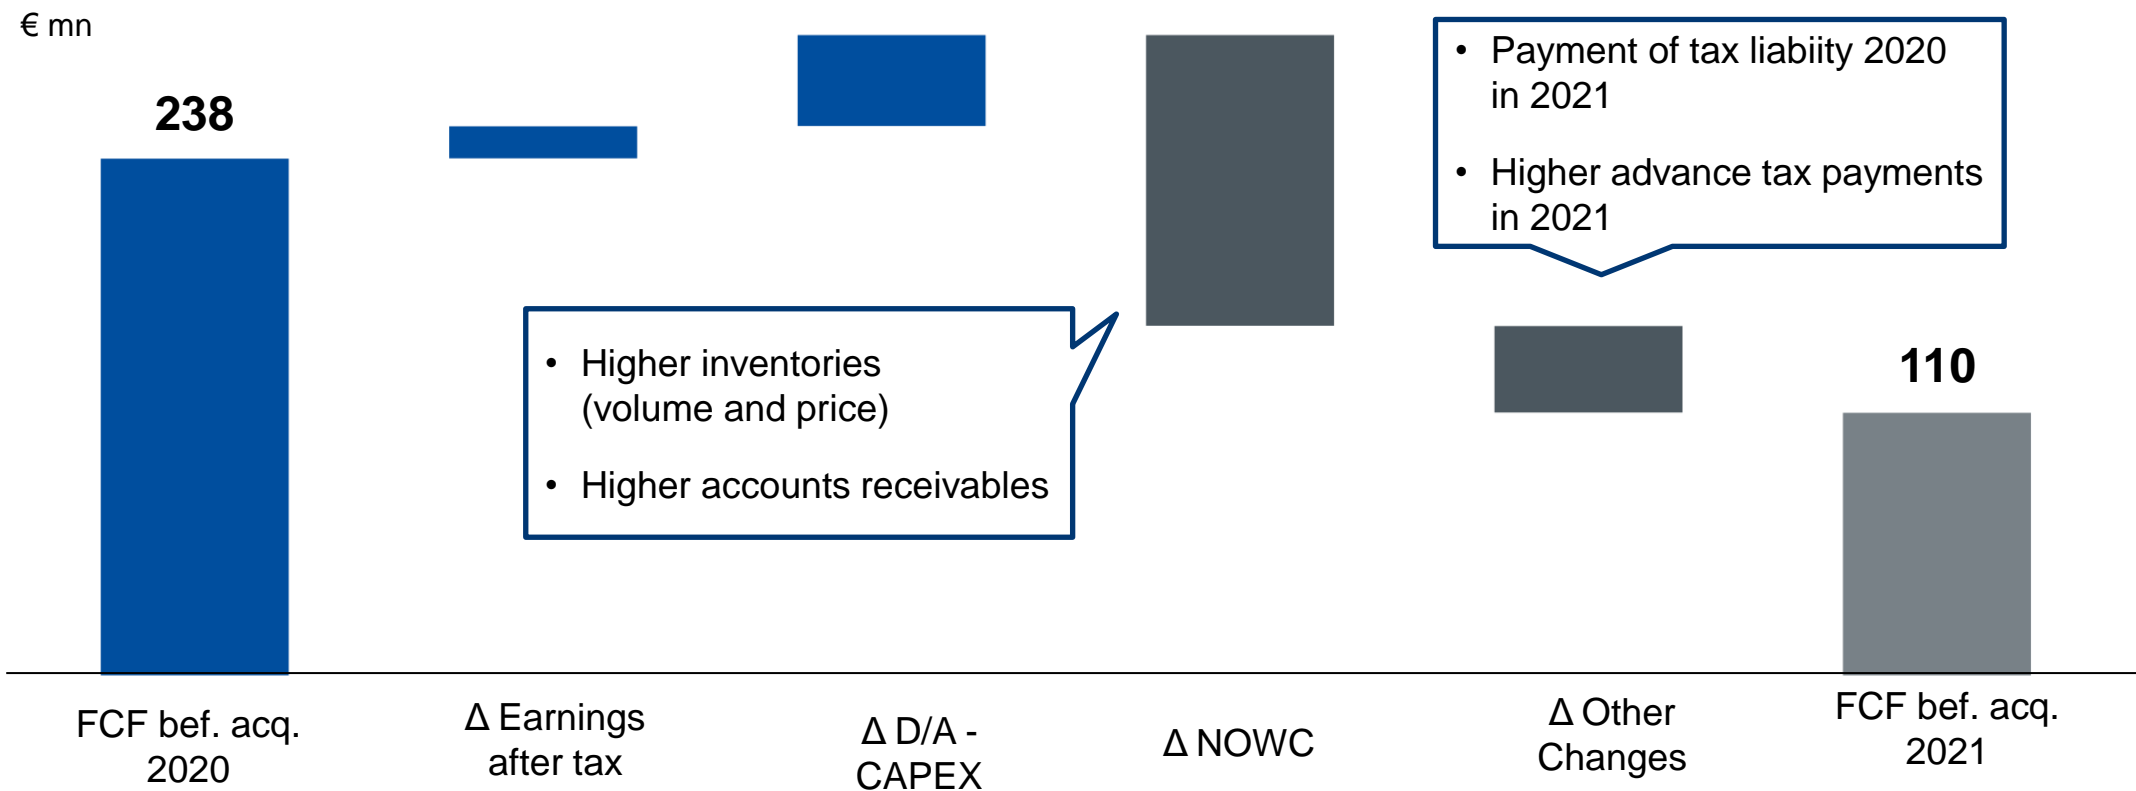 € mn
238
• Payment of tax liabiity 2020
in 2021
• Higher advance tax payments
in 2021
• Higher inventories
(volume and price)
• Higher accounts receivables
110
FCF bef. acq.
2020
Δ Earnings
after tax
Δ D/A -
CAPEX
Δ NOWC
Δ Other
Changes
FCF bef. acq.
2021